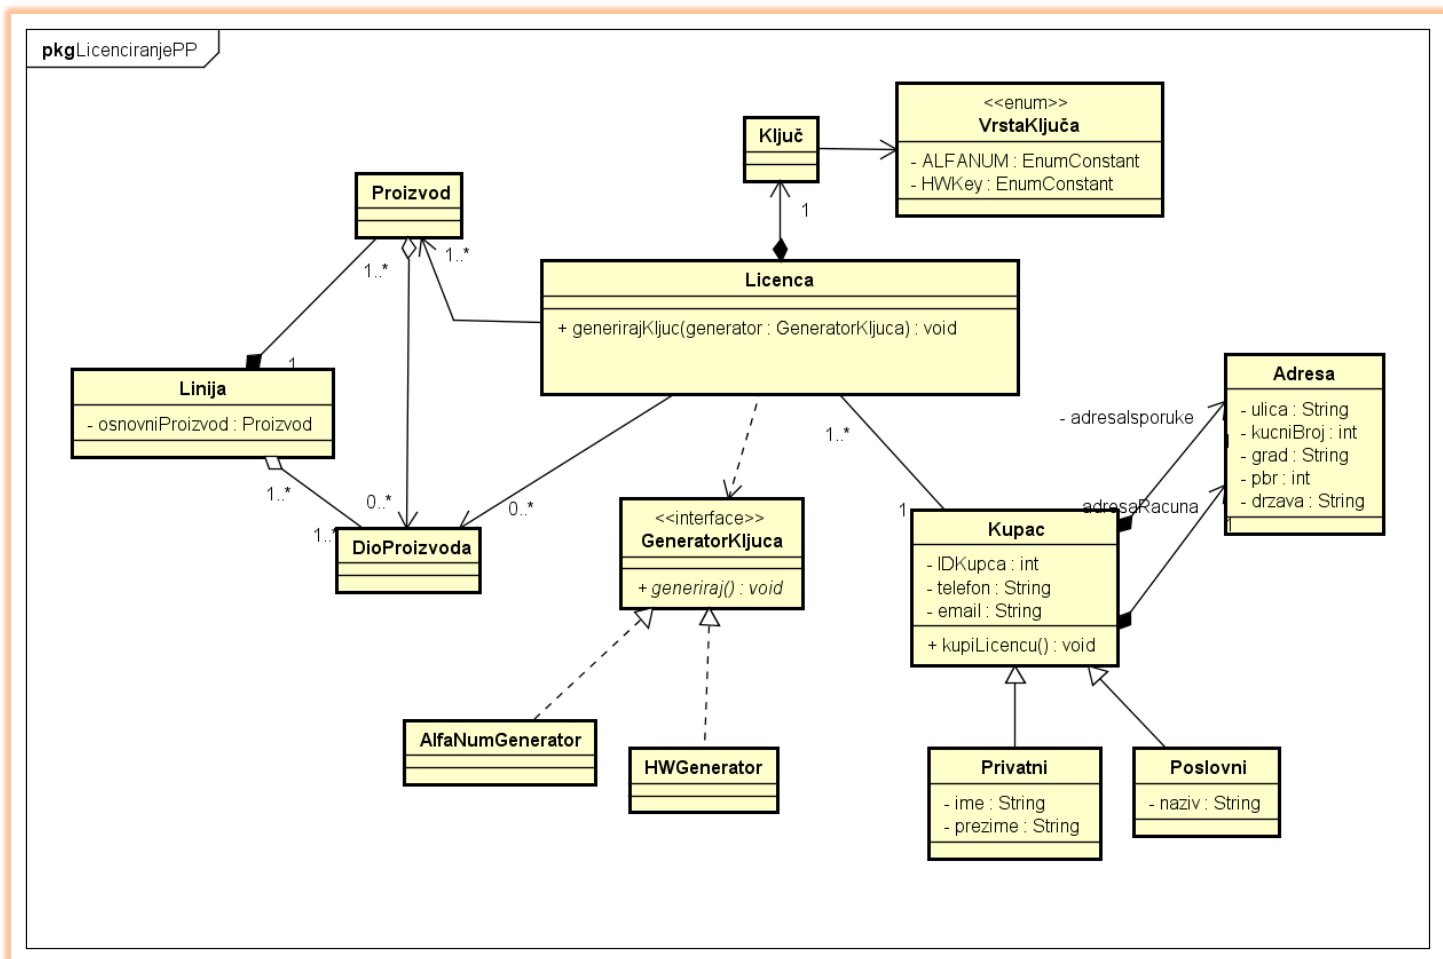 pkg LicenciranjePP
<<enum>>
VrstaKljuča
- ALFANUM : EnumConstant
- HWKey : EnumConstant
Ključ
1
Proizvod
1..*
1..*
Licenca
+ generirajKljuc(generator : GeneratorKljuca) : void
1
Linija
- osnovniProizvod : Proizvod
1..*
1..*
0..*
DioProizvoda
0..*
<<interface>>
GeneratorKljuca
+ generiraj() : void
1..*
1
- adresaIsporuke
adresaRacuna
1
1
Adresa
- ulica : String
- kucniBroj : int
- grad : String
- pbr : int
- drzava : String
Kupac
- IDKupca : int
- telefon : String
- email : String
+ kupiLicencu() : void
AlfaNumGenerator
HWGenerator
Privatni
- ime : String
- prezime : String
Poslovni
- naziv : String